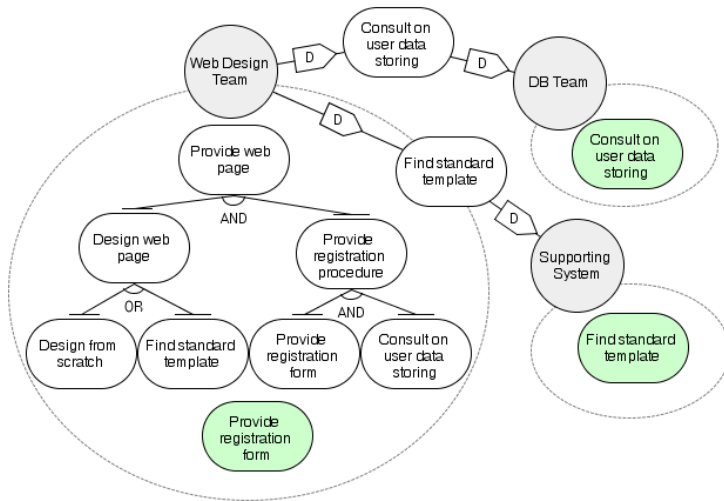 Consult on
user data
storing
D
D
Web Design
Team
DB Team
D
Consult on
user data
storing
Provide web
page
Find standard
template
AND
D
Design web
page
Provide
registration
procedure
Supporting
System
OR
AND
Design from
scratch
Find standard
template
Provide
registration
form
Consult on
user data
storing
Find standard
template
Provide
registration
form